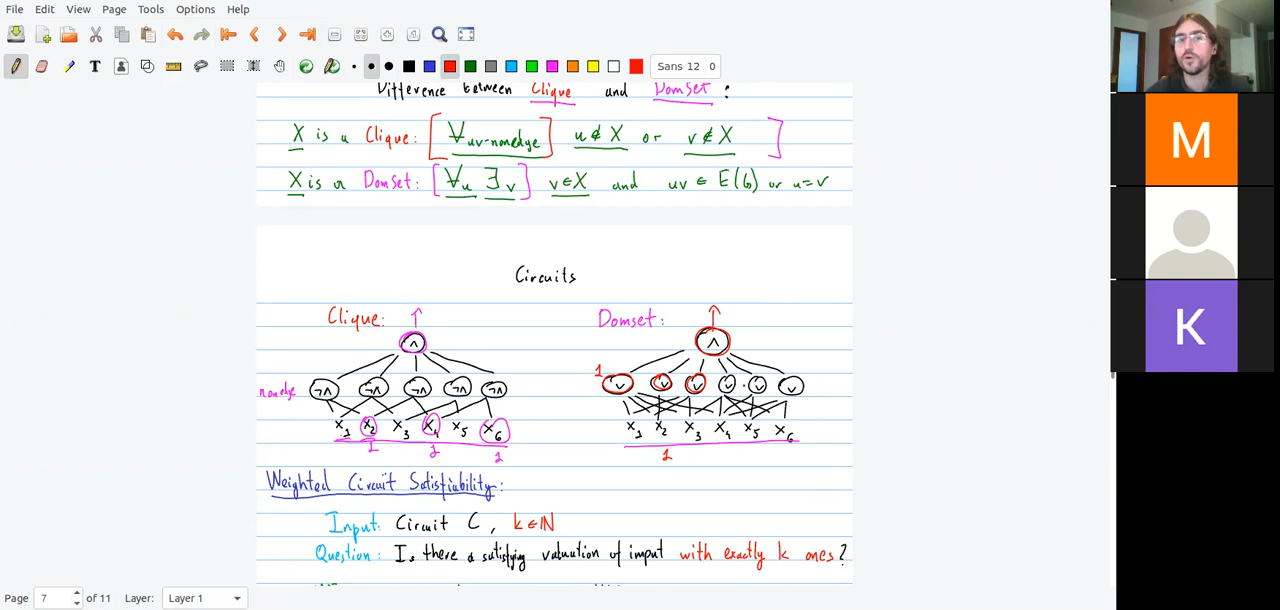 File Edit View Page Tools Options Help
Sans 12 0
Difference between Clique and DomSet :
X is a Clique: [ ∀uv-nonedge ] u ∉ X or v ∉ X ]
X is a Domset: [ ∀u ∃v ] v ∈ X and uv ∈ E(G) or u = v
M
K
Circuits
Clique: Domset:
∧ ∧
nonedge ¬∧ ¬∧ ¬∧ ¬∧ ¬∧ 1 ∨ ∨ ∨ ∨ ∨ ∨
x1 x2 x3 x4 x5 x6 x1 x2 x3 x4 x5 x6
1 1 1 1
Weighted Circuit Satisfiability:
Input: Circuit C, k ∈ ℕ
Question: Is there a satisfying valuation of imput with exactly k ones?
Page 7 of 11 Layer: Layer 1